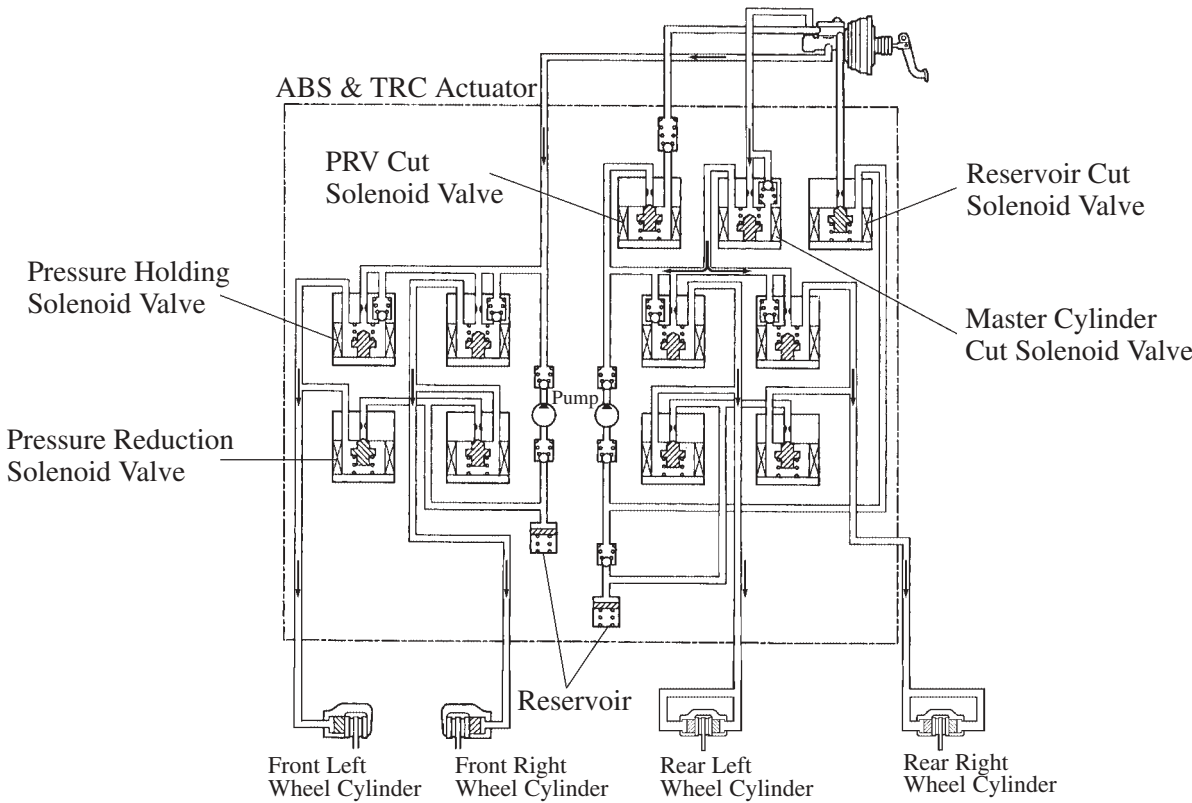 ABS & TRC Actuator
PRV Cut
Solenoid Valve
Reservoir Cut
Solenoid Valve
Pressure Holding
Solenoid Valve
Master Cylinder
Cut Solenoid Valve
Pump
Pressure Reduction
Solenoid Valve
Reservoir
Front Left
Wheel Cylinder
Front Right
Wheel Cylinder
Rear Left
Wheel Cylinder
Rear Right
Wheel Cylinder